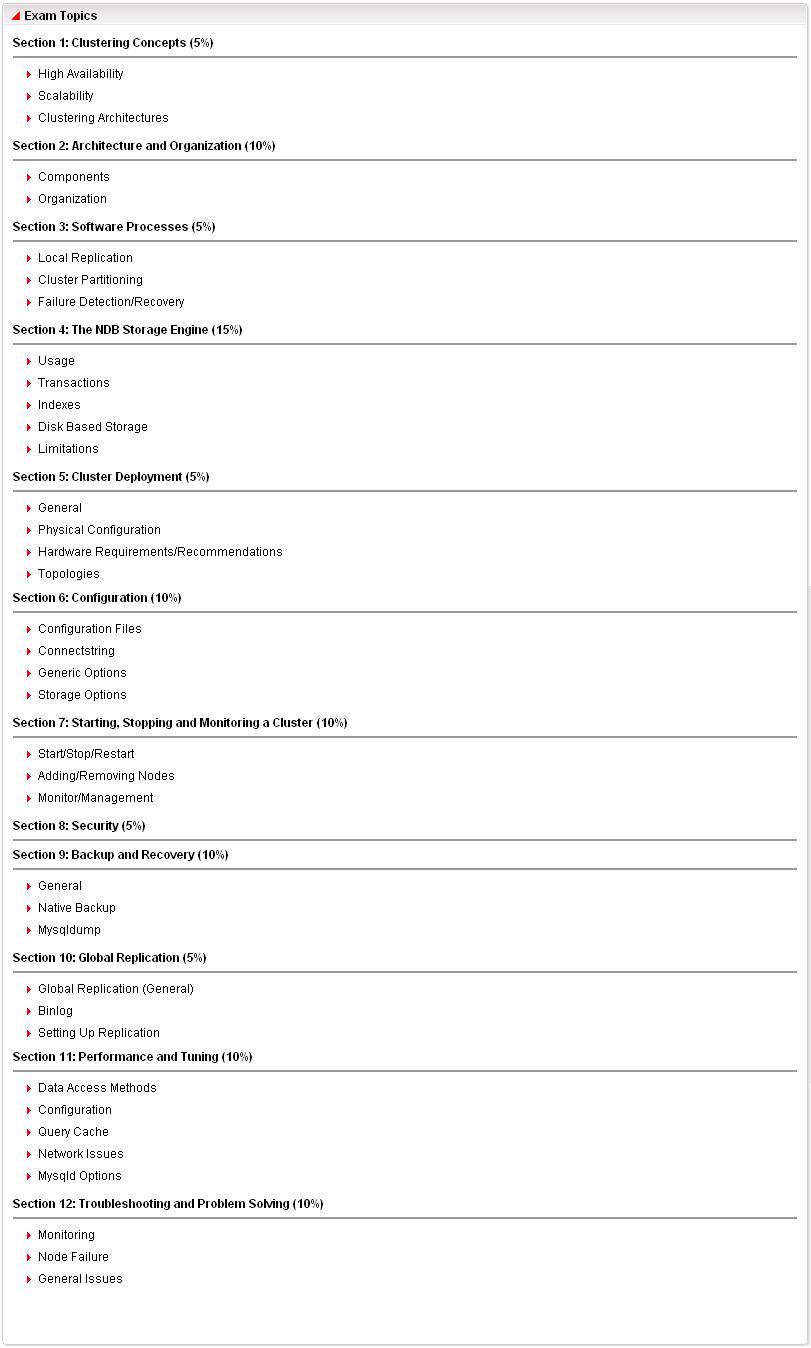 Exam Topics
Section 1: Clustering Concepts (5%)
High Availability
Scalability
Clustering Architectures
Section 2: Architecture and Organization (10%)
Components
Organization
Section 3: Software Processes (5%)
Local Replication
Cluster Partitioning
Failure Detection/Recovery
Section 4: The NDB Storage Engine (15%)
Usage
Transactions
Indexes
Disk Based Storage
Limitations
Section 5: Cluster Deployment (5%)
General
Physical Configuration
Hardware Requirements/Recommendations
Topologies
Section 6: Configuration (10%)
Configuration Files
Connectstring
Generic Options
Storage Options
Section 7: Starting, Stopping and Monitoring a Cluster (10%)
Start/Stop/Restart
Adding/Removing Nodes
Monitor/Management
Section 8: Security (5%)
Section 9: Backup and Recovery (10%)
General
Native Backup
Mysqldump
Section 10: Global Replication (5%)
Global Replication (General)
Binlog
Setting Up Replication
Section 11: Performance and Tuning (10%)
Data Access Methods
Configuration
Query Cache
Network Issues
Mysqld Options
Section 12: Troubleshooting and Problem Solving (10%)
Monitoring
Node Failure
General Issues